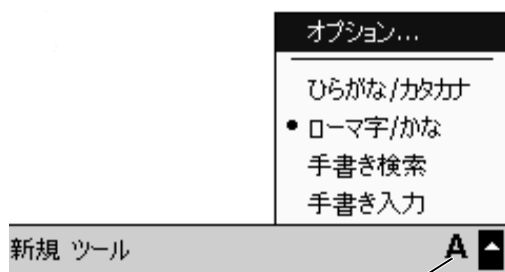 オプション...
ひらがな/カタカナ
ローマ字/かな
手書き検索
手書き入力
新規 ツール A